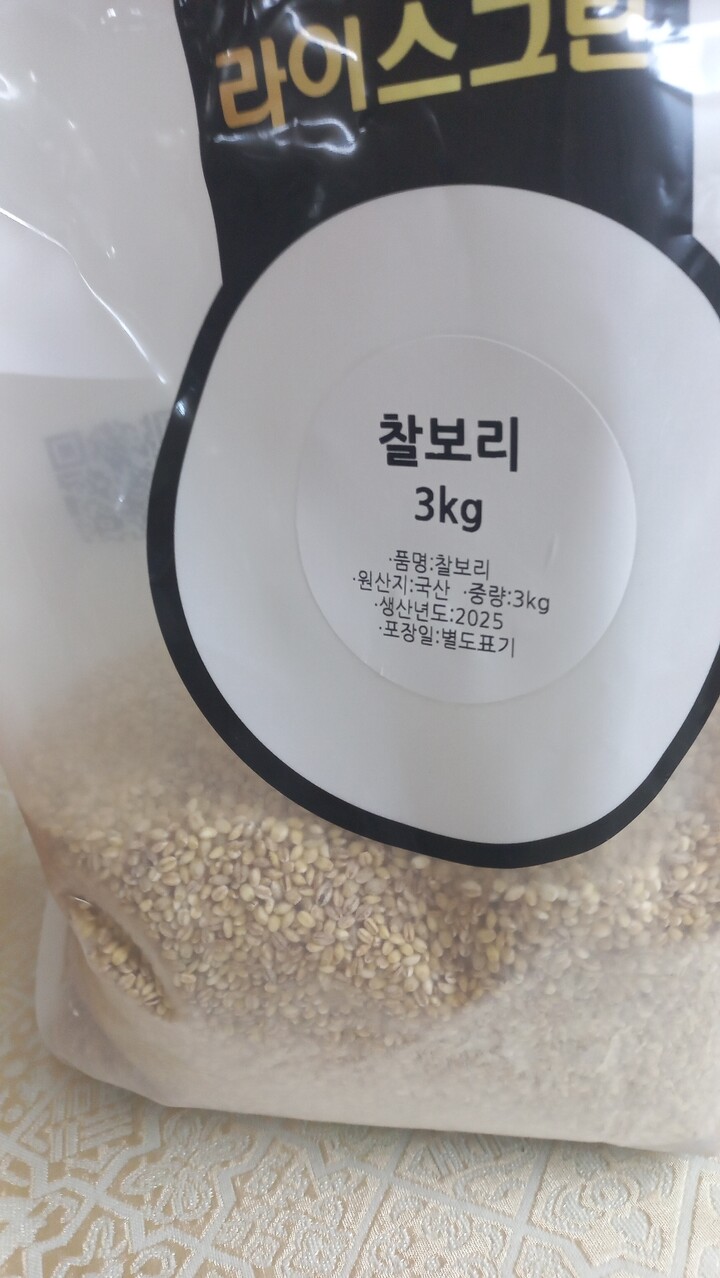 라이스그린
찰보리
3kg
·품명:찰보리
·원산지:국산 ·중량:3kg
·생산년도:2025
·포장일:별도표기